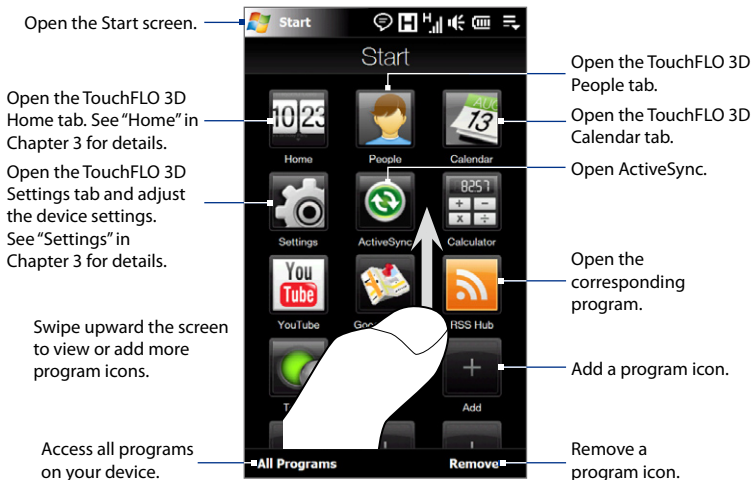 Open the Start screen.
Start
H
H
Start
Open the TouchFLO 3D
People tab.
Open the TouchFLO 3D
Home tab. See “Home” in
Chapter 3 for details.
10 23
AUG
13
Open the TouchFLO 3D
Calendar tab.
Home
People
Calendar
Open ActiveSync.
Open the TouchFLO 3D
Settings tab and adjust
the device settings.
See “Settings” in
Chapter 3 for details.
8257
+ −
x ÷
Settings
ActiveSync
Calculator
You
Tube
Open the
corresponding
program.
YouTube
RSS Hub
Swipe upward the screen
to view or add more
program icons.
+
Add a program icon.
Add
Access all programs
on your device.
All Programs
Remove
Remove a
program icon.